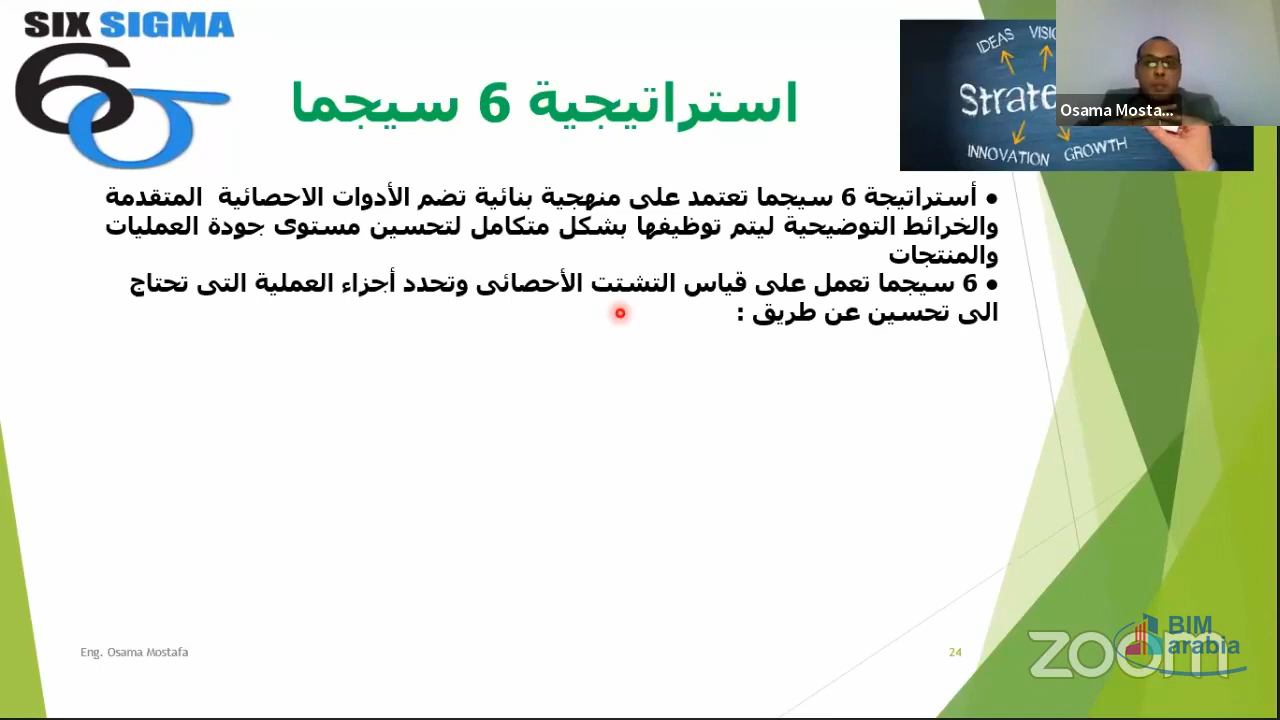 SIX SIGMA
6σ
استراتيجية 6 سيجما
IDEAS
Strate
INNOVATION
GROWTH
Osama Mosta...
● أستراتيجة 6 سيجما تعتمد على منهجية بنائية تضم الأدوات الاحصائية المتقدمة
والخرائط التوضيحية ليتم توظيفها بشكل متكامل لتحسين مستوى جودة العمليات
والمنتجات
● 6 سيجما تعمل على قياس التشتت الأحصائى وتحدد أجزاء العملية التى تحتاج
الى تحسين عن طريق :
Eng. Osama Mostafa
24
zoom
BIM
arabia